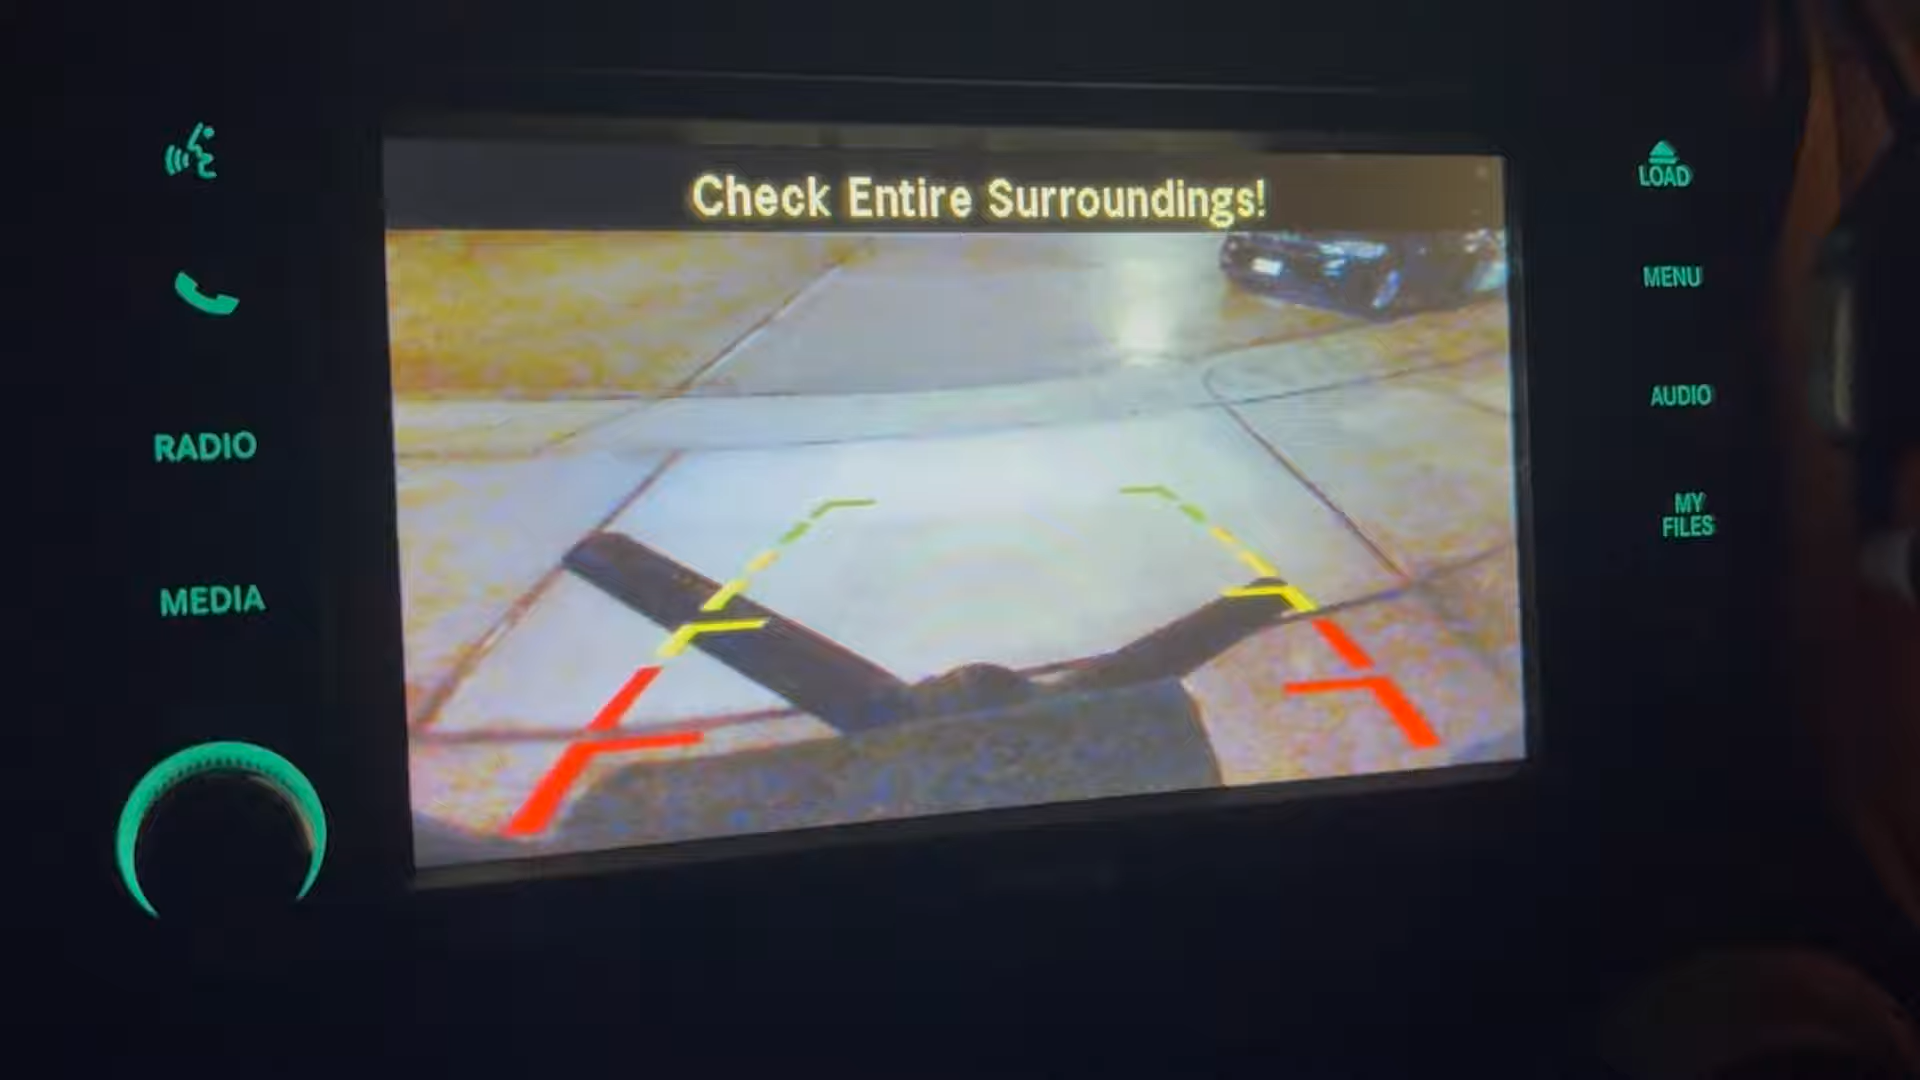 Check Entire Surroundings!
RADIO
MEDIA
LOAD
MENU
AUDIO
MY
FILES